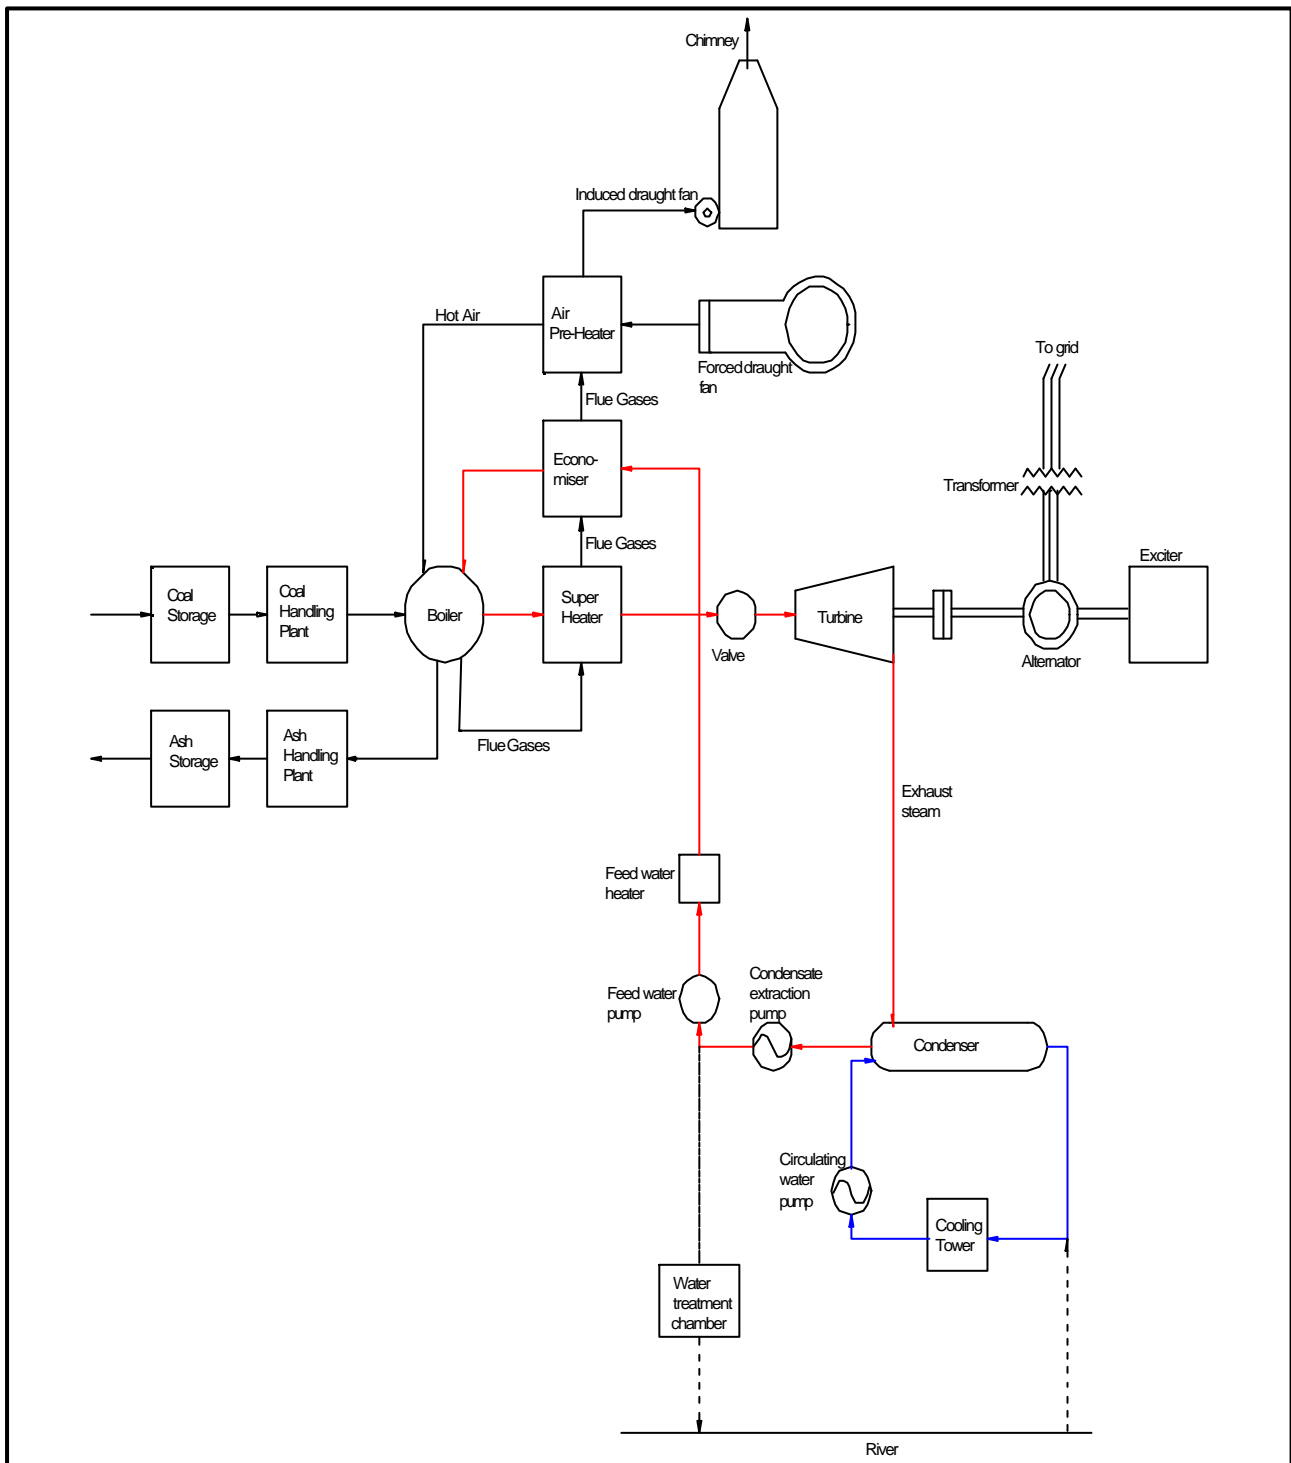 Chimney
Induced draught fan
Hot Air
Air
Pre-Heater
Forced draught
fan
To grid
Flue Gases
Econo-
miser
Transformer
Flue Gases
Exciter
Coal
Storage
Coal
Handling
Plant
Boiler
Super
Heater
Valve
Turbine
Alternator
Ash
Storage
Ash
Handling
Plant
Flue Gases
Exhaust
steam
Feed water
heater
Feed water
pump
Condensate
extraction
pump
Condenser
Circulating
water
pump
Cooling
Tower
Water
treatment
chamber
River